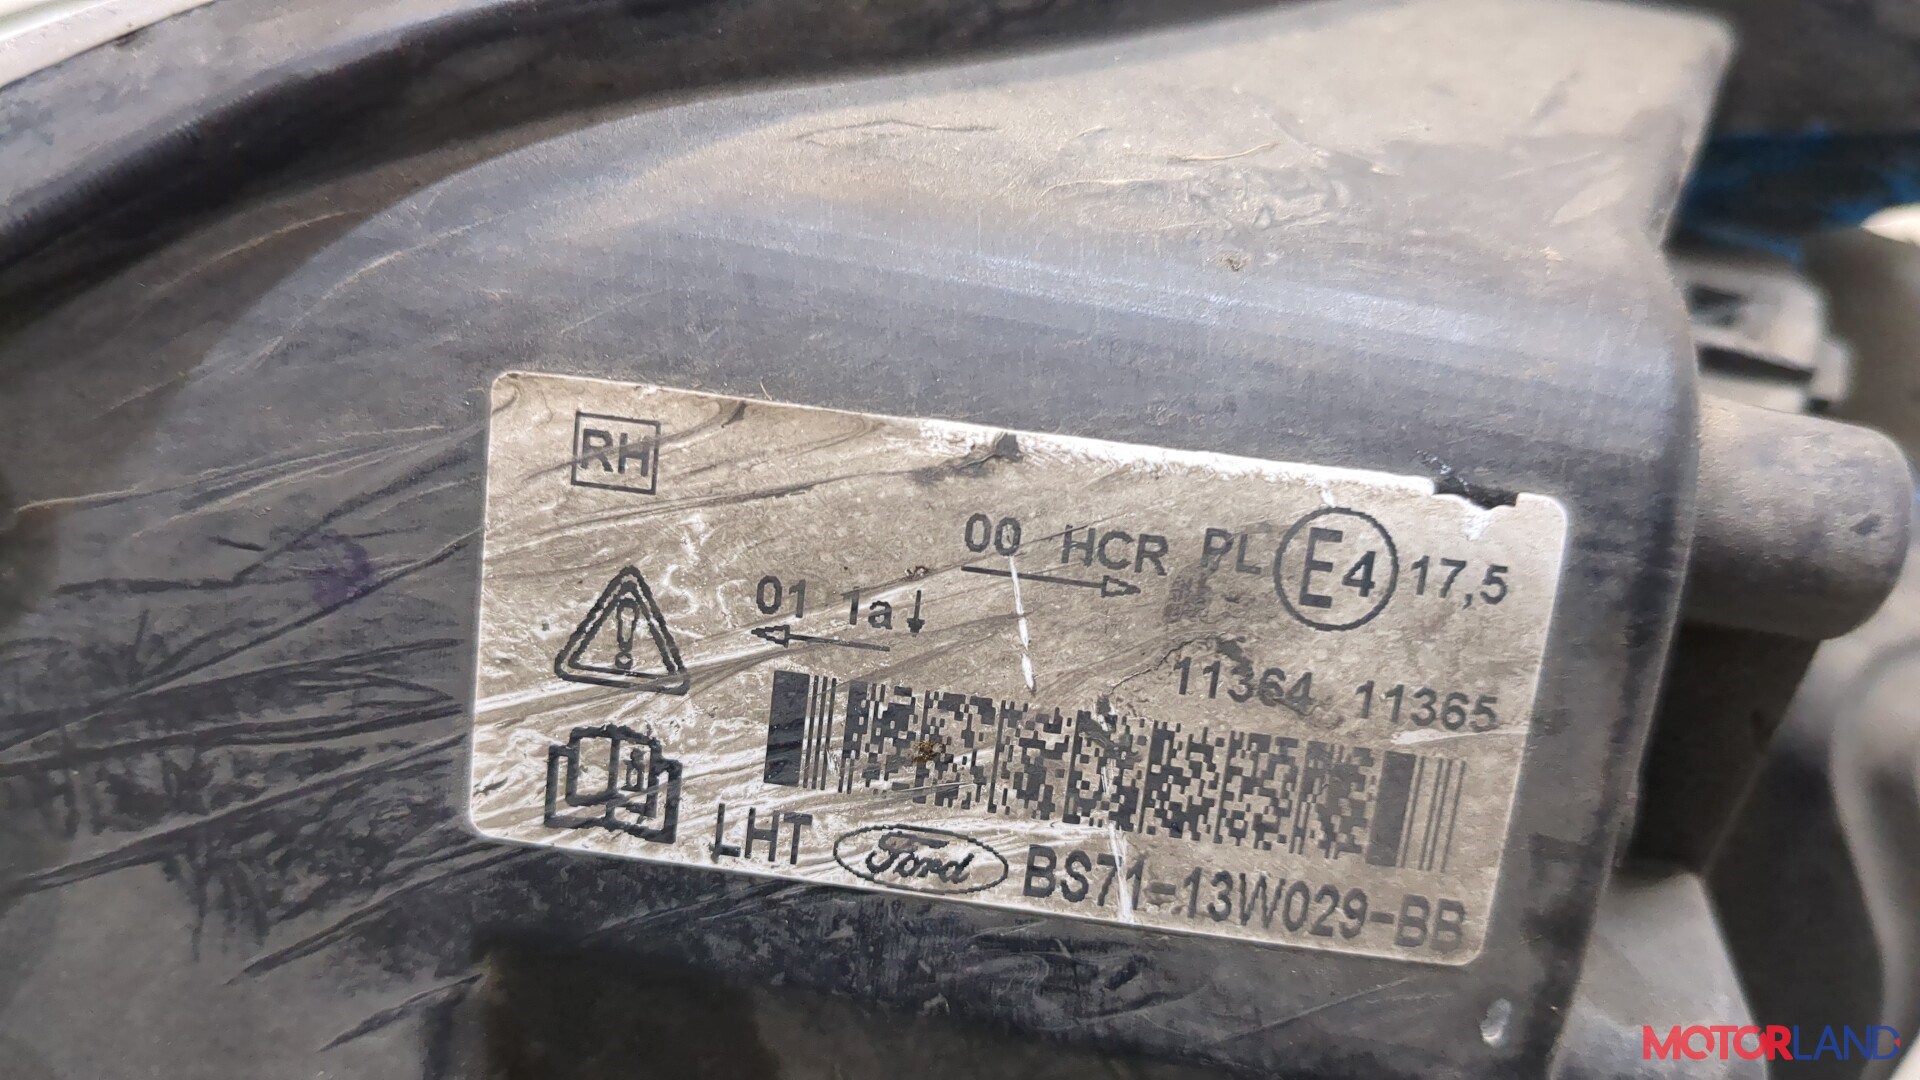 RH
00 HCR PL E4 17,5
01 1a↓
11364 11365
LHT Ford BS71-13W029-BB
MOTORLAND